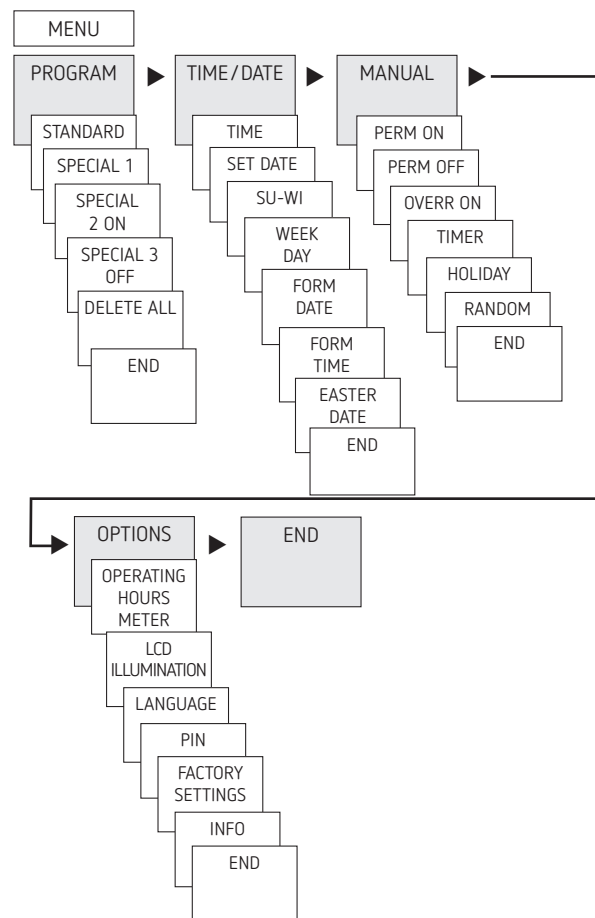 MENU
PROGRAM
STANDARD
SPECIAL 1
SPECIAL
2 ON
SPECIAL 3
OFF
DELETE ALL
END
TIME/DATE
TIME
SET DATE
SU-WI
WEEK
DAY
FORM
DATE
FORM
TIME
EASTER
DATE
END
MANUAL
PERM ON
PERM OFF
OVERR ON
TIMER
HOLIDAY
RANDOM
END
OPTIONS
OPERATING
HOURS
METER
LCD
ILLUMINATION
LANGUAGE
PIN
FACTORY
SETTINGS
INFO
END
END